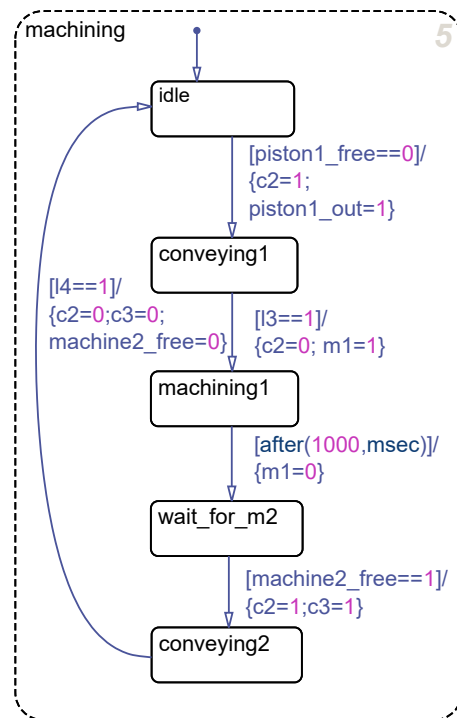 machining
5
idle
[piston1_free==0]/
{c2=1;
piston1_out=1}
conveying1
[l4==1]/
{c2=0;c3=0;
machine2_free=0}
[l3==1]/
{c2=0; m1=1}
machining1
[after(1000,msec)]/
{m1=0}
wait_for_m2
[machine2_free==1]/
{c2=1;c3=1}
conveying2